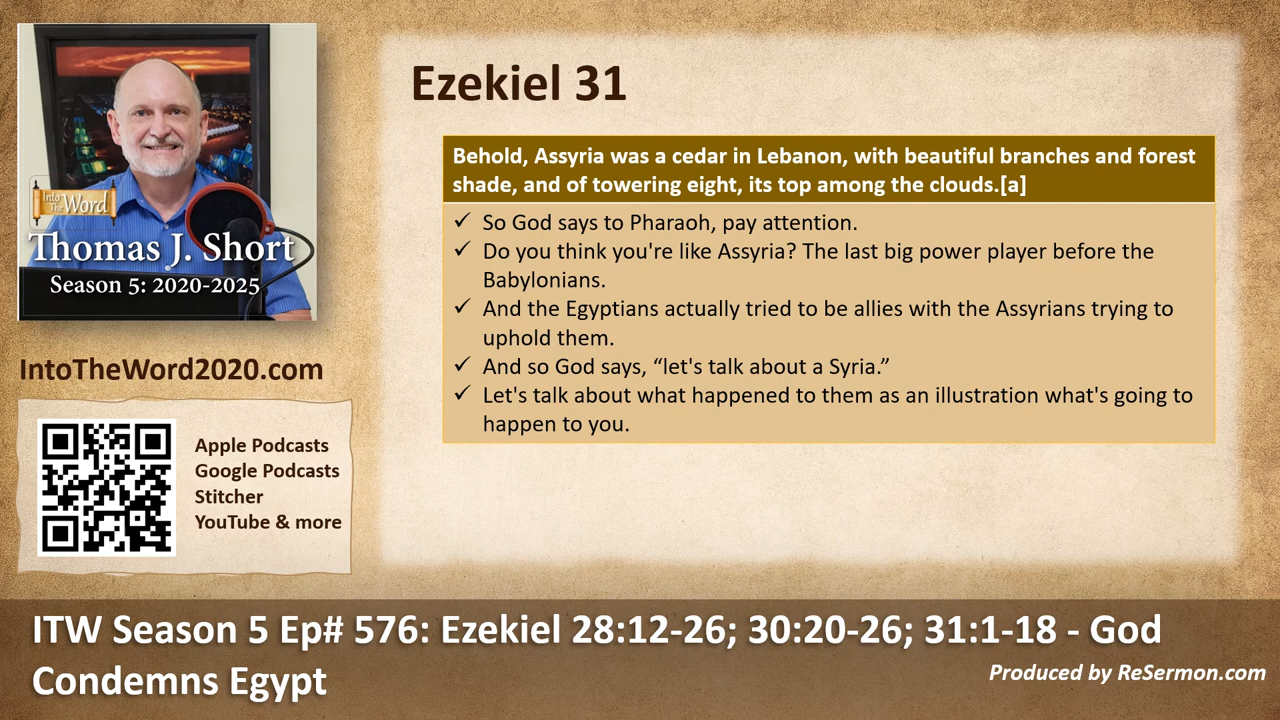 Into
The Word
Thomas J. Short
Season 5: 2020-2025
IntoTheWord2020.com
Apple Podcasts
Google Podcasts
Stitcher
YouTube & more
Ezekiel 31
Behold, Assyria was a cedar in Lebanon, with beautiful branches and forest
shade, and of towering eight, its top among the clouds.[a]
✓ So God says to Pharaoh, pay attention.
✓ Do you think you're like Assyria? The last big power player before the
Babylonians.
✓ And the Egyptians actually tried to be allies with the Assyrians trying to
uphold them.
✓ And so God says, “let's talk about a Syria.”
✓ Let's talk about what happened to them as an illustration what's going to
happen to you.
ITW Season 5 Ep# 576: Ezekiel 28:12-26; 30:20-26; 31:1-18 - God
Condemns Egypt
Produced by ReSermon.com